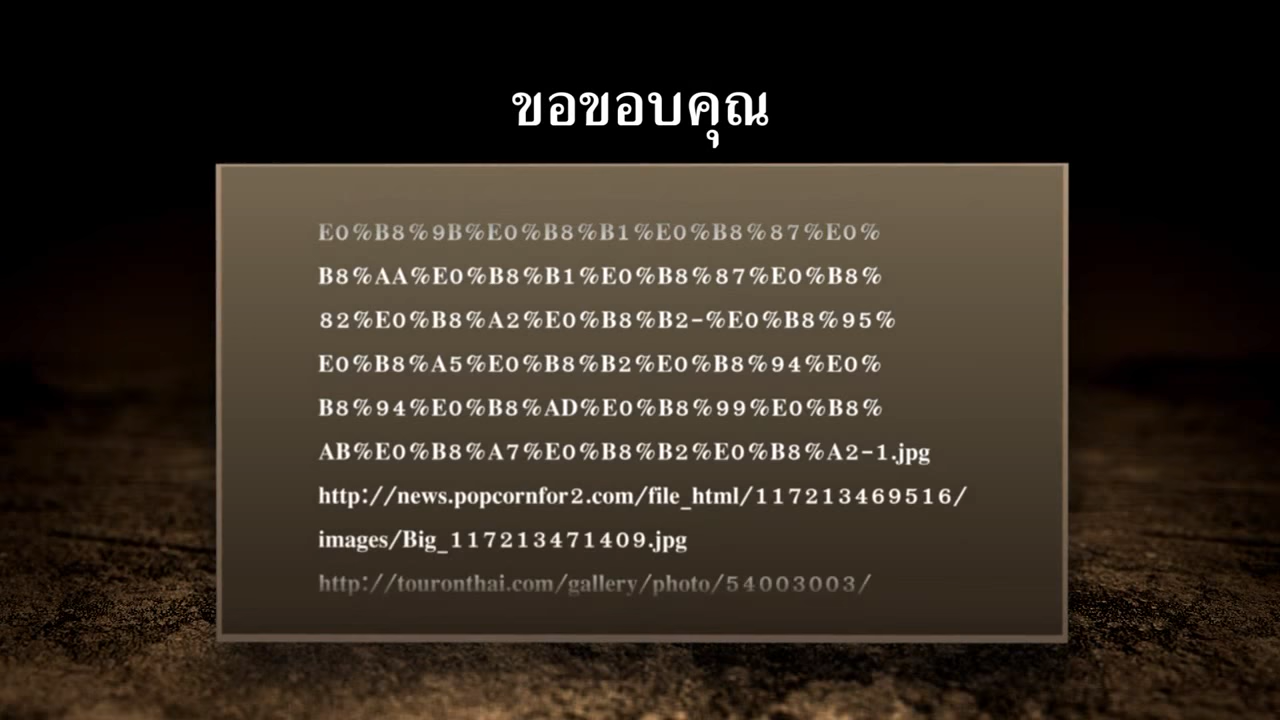 ขอขอบคุณ
E0%B8%9B%E0%B8%B1%E0%B8%87%E0%
B8%AA%E0%B8%B1%E0%B8%87%E0%B8%
82%E0%B8%A2%E0%B8%B2-%E0%B8%95%
E0%B8%A5%E0%B8%B2%E0%B8%94%E0%
B8%94%E0%B8%AD%E0%B8%99%E0%B8%
AB%E0%B8%A7%E0%B8%B2%E0%B8%A2-1.jpg
http://news.popcornfor2.com/file_html/117213469516/
images/Big_117213471409.jpg
http://touronthai.com/gallery/photo/54003003/